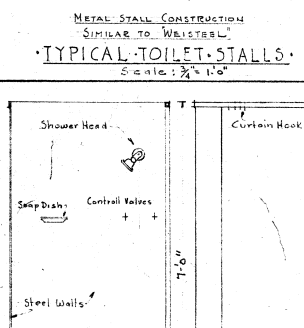 METAL STALL CONSTRUCTION
SIMILAR TO WEISTEEL"
·TYPICAL·TOILET·STALLS·
Scale: ¾"= 1'0"
Shower Head
Curtain Hook
Soap Dish
Controll Valves
7'-0"
Steel Walls